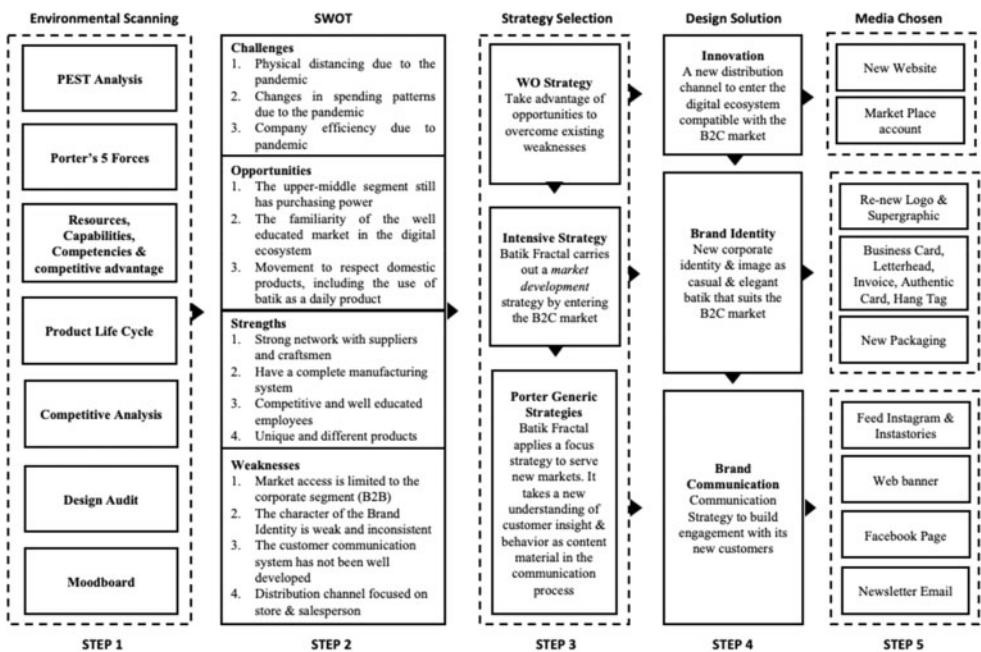 Environmental Scanning
PEST Analysis
Porter's 5 Forces
Resources,
Capabilities,
Competencies &
competitive advantage
Product Life Cycle
Competitive Analysis
Design Audit
Moodboard
STEP 1
SWOT
Challenges
1. Physical distancing due to the
pandemic
2. Changes in spending patterns
due to the pandemic
3. Company efficiency due to
pandemic
Opportunities
1. The upper-middle segment still
has purchasing power
2. The familiarity of the well
educated market in the digital
ecosystem
3. Movement to respect domestic
products, including the use of
batik as a daily product
Strengths
1. Strong network with suppliers
and craftsmen
2. Have a complete manufacturing
system
3. Competitive and well educated
employees
4. Unique and different products
Weaknesses
1. Market access is limited to the
corporate segment (B2B)
2. The character of the Brand
Identity is weak and inconsistent
3. The customer communication
system has not been well
developed
4. Distribution channel focused on
store & salesperson
STEP 2
Strategy Selection
WO Strategy
Take advantage of
opportunities to
overcome existing
weaknesses
Intensive Strategy
Batik Fractal carries
out a market
development
strategy by entering
the B2C market
Porter Generic
Strategies
Batik Fractal
applies a focus
strategy to serve
new markets. It
takes a new
understanding of
customer insight &
behavior as content
material in the
communication
process
STEP 3
Design Solution
Innovation
A new distribution
channel to enter the
digital ecosystem
compatible with the
B2C market
Brand Identity
New corporate
identity & image as
casual & elegant
batik that suits the
B2C market
Brand
Communication
Communication
Strategy to build
engagement with its
new customers
STEP 4
Media Chosen
New Website
Market Place
account
Re-new Logo &
Supergraphic
Business Card,
Letterhead,
Invoice, Authentic
Card, Hang Tag
New Packaging
Feed Instagram &
Instastories
Web banner
Facebook Page
Newsletter Email
STEP 5